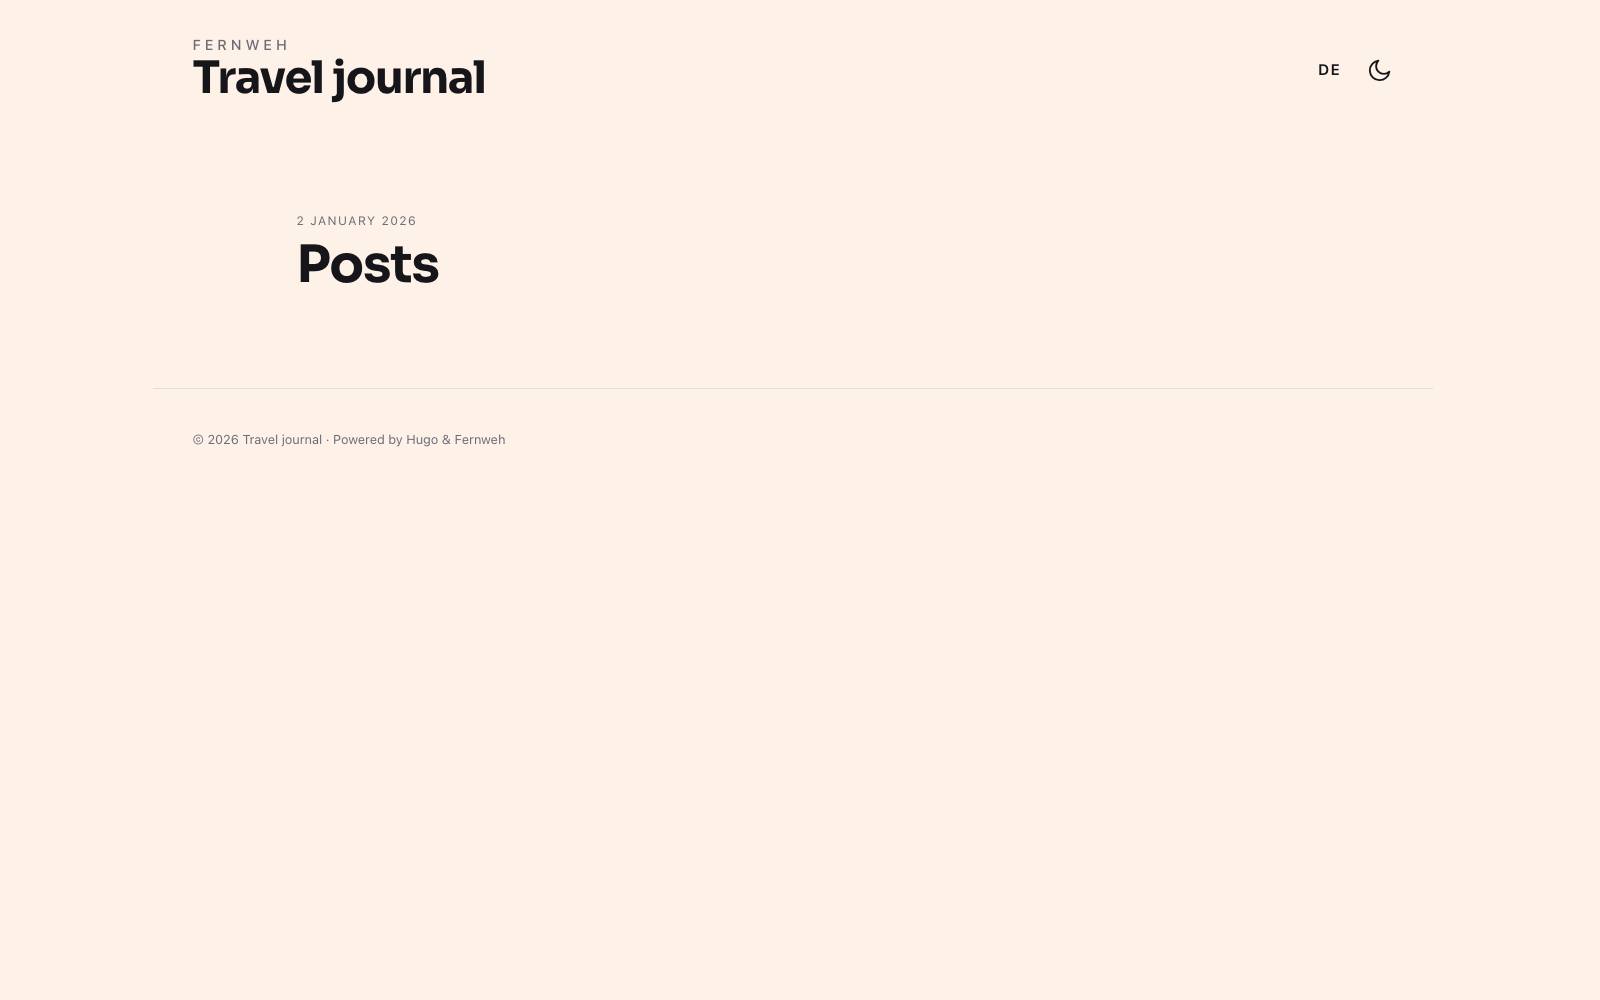 FERNWEH
Travel journal
DE
2 JANUARY 2026
Posts
© 2026 Travel journal · Powered by Hugo & Fernweh